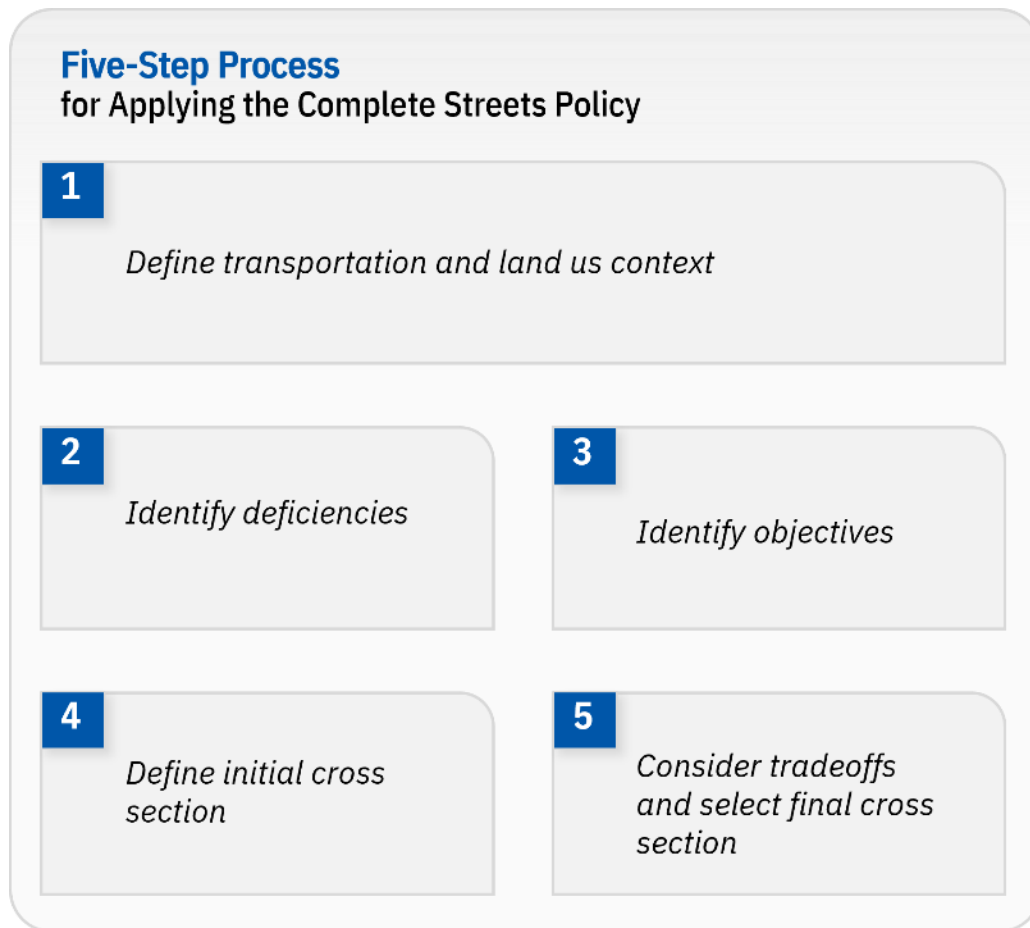 Five-Step Process
for Applying the Complete Streets Policy
1
Define transportation and land us context
2
Identify deficiencies
3
Identify objectives
4
Define initial cross
section
5
Consider tradeoffs
and select final cross
section